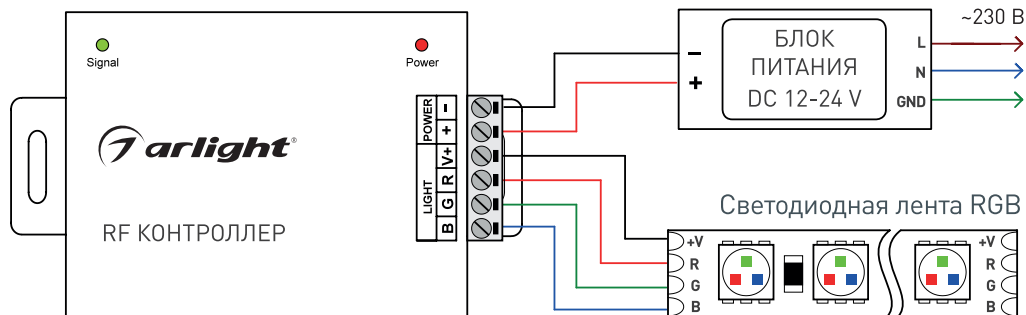 Signal
Power
arlight®
RF КОНТРОЛЛЕР
POWER
- 
+
LIGHT
V+
R
G
B
БЛОК
ПИТАНИЯ
DC 12-24 V
-
+
~230 В
L
N
GND
Светодиодная лента RGB
+V
R
G
B
+V
R
G
B